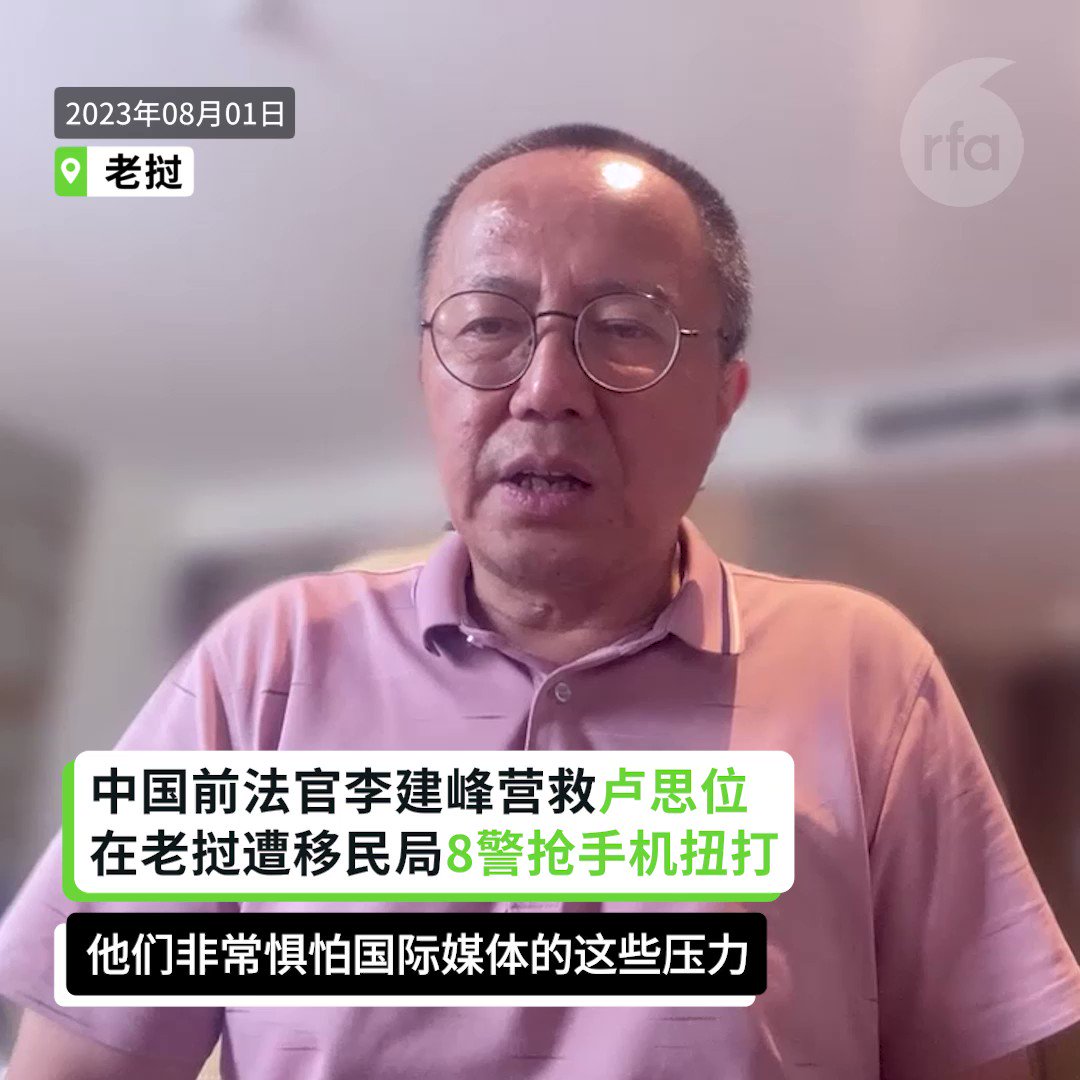 2023年08月01日
老挝
rfa
中国前法官李建峰营救卢思位
在老挝遭移民局8警抢手机扭打
他们非常惧怕国际媒体的这些压力